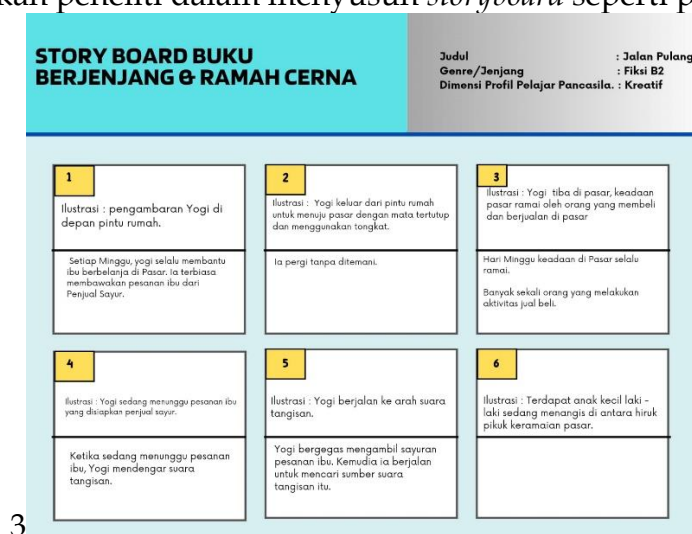 kan peneliti dalam menyusun storyboard seperti p
STORY BOARD BUKU
BERJENJANG & RAMAH CERNA
Judul : Jalan Pulang
Genre/Jenjang : Fiksi B2
Dimensi Profil Pelajar Pancasila. : Kreatif
1
Ilustrasi : pengambaran Yogi di
depan pintu rumah.
Setiap Minggu, yogi selalu membantu
ibu berbelanja di Pasar. Ia terbiasa
membawakan pesanan ibu dari
Penjual Sayur.
2
Ilustrasi : Yogi keluar dari pintu rumah
untuk menuju pasar dengan mata tertutup
dan menggunakan tongkat.
Ia pergi tanpa ditemani.
3
Ilustrasi : Yogi tiba di pasar, keadaan
pasar ramai oleh orang yang membeli
dan berjualan di pasar
Hari Minggu keadaan di Pasar selalu
ramai.
Banyak sekali orang yang melakukan
aktivitas jual beli.
4
Ilustrasi : Yogi sedang menunggu pesanan ibu
yang disiapkan penjual sayur.
Ketika sedang menunggu pesanan
ibu, Yogi mendengar suara
tangisan.
5
Ilustrasi : Yogi berjalan ke arah suara
tangisan.
Yogi bergegas mengambil sayuran
pesanan ibu. Kemudia ia berjalan
untuk mencari sumber suara
tangisan itu.
6
Ilustrasi : Terdapat anak kecil laki -
laki sedang menangis di antara hiruk
pikuk keramaian pasar.
3